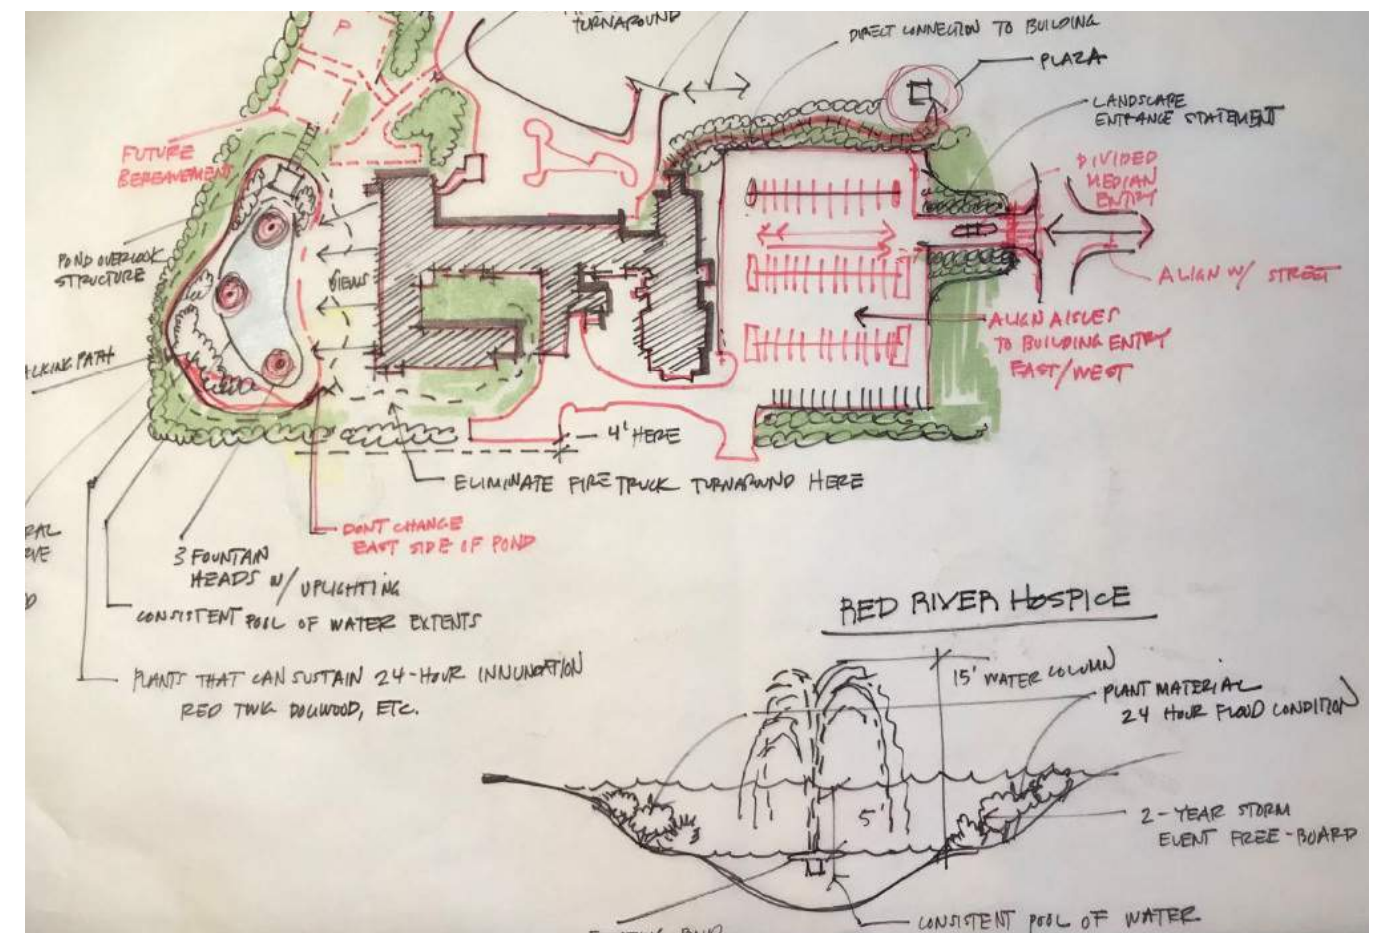 TURNAROUND
DIRECT CONNECTION TO BUILDING
PLAZA
P
LANDSCAPE
ENTRANCE STATEMENT
FUTURE
BEREAVEMENT
DIVIDED
MEDIAN
ENTRY
POND OVERLOOK
STRUCTURE
VIEWS
ALIGN W/ STREET
ALIGN AISLES
TO BUILDING ENTRY
EAST/WEST
ALKING PATH
4' HERE
ELIMINATE FIRE TRUCK TURNAROUND HERE
DONT CHANGE
EAST SIDE OF POND
3 FOUNTAIN
HEADS W/ UPLIGHTING
CONSISTENT POOL OF WATER EXTENTS
PLANTS THAT CAN SUSTAIN 24-HOUR INNUNDATION
RED TWIG DOGWOOD, ETC.
RED RIVER HOSPICE
15' WATER COLUMN
PLANT MATERIAL
24 HOUR FLOOD CONDITION
5'
2-YEAR STORM
EVENT FREE-BOARD
CONSISTENT POOL OF WATER